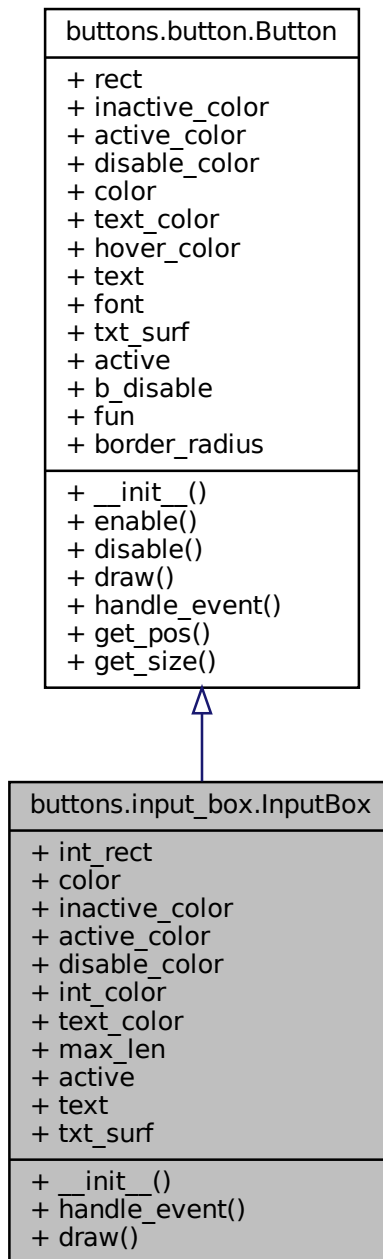 buttons.button.Button
+ rect
+ inactive_color
+ active_color
+ disable_color
+ color
+ text_color
+ hover_color
+ text
+ font
+ txt_surf
+ active
+ b_disable
+ fun
+ border_radius
+ __init__()
+ enable()
+ disable()
+ draw()
+ handle_event()
+ get_pos()
+ get_size()
buttons.input_box.InputBox
+ int_rect
+ color
+ inactive_color
+ active_color
+ disable_color
+ int_color
+ text_color
+ max_len
+ active
+ text
+ txt_surf
+ __init__()
+ handle_event()
+ draw()